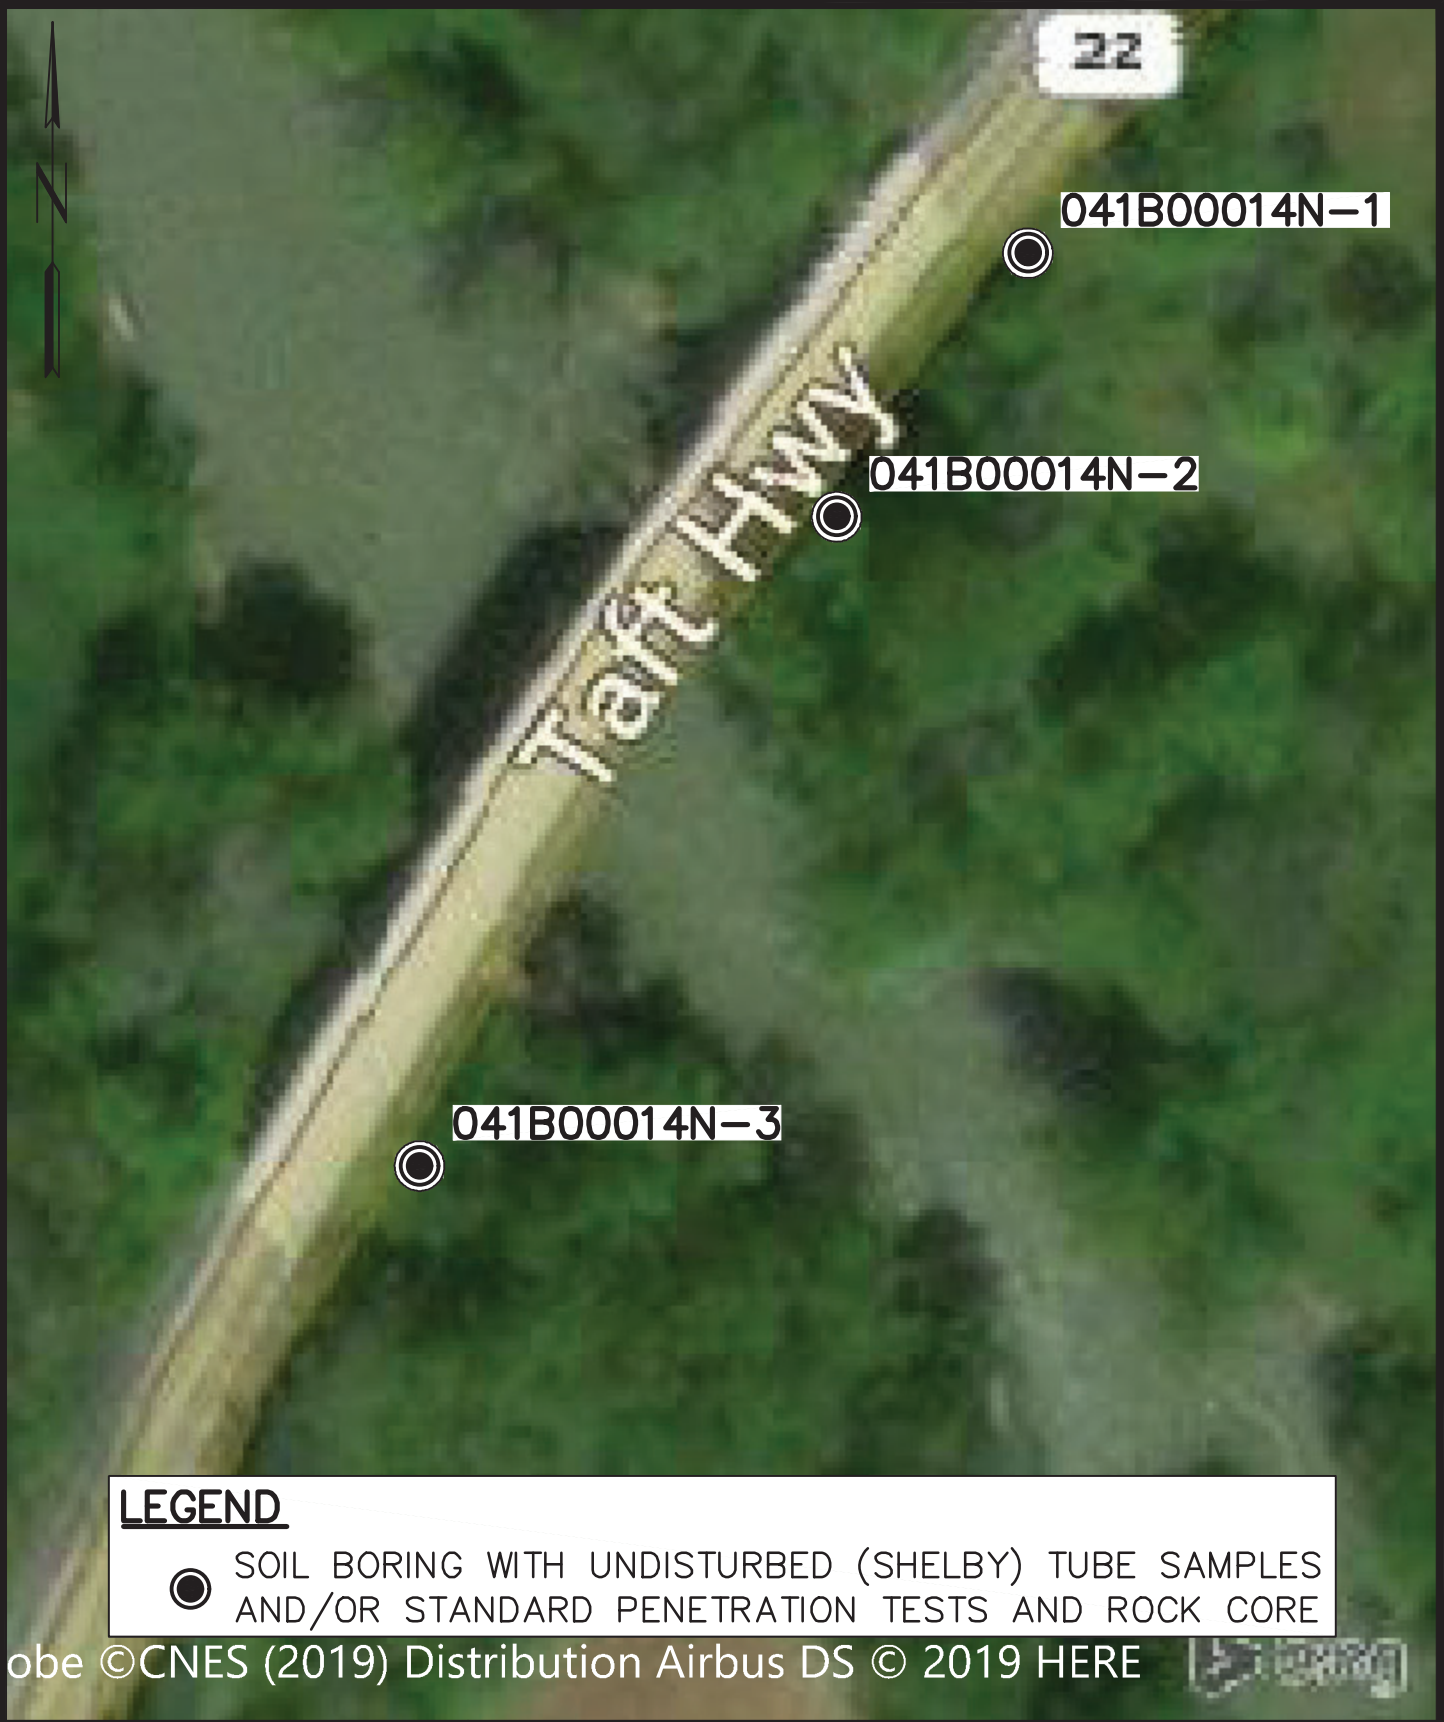 22
N
041B00014N-1
Taft Hwy
041B00014N-2
041B00014N-3
LEGEND
SOIL BORING WITH UNDISTURBED (SHELBY) TUBE SAMPLES
AND/OR STANDARD PENETRATION TESTS AND ROCK CORE
obe ©CNES (2019) Distribution Airbus DS © 2019 HERE